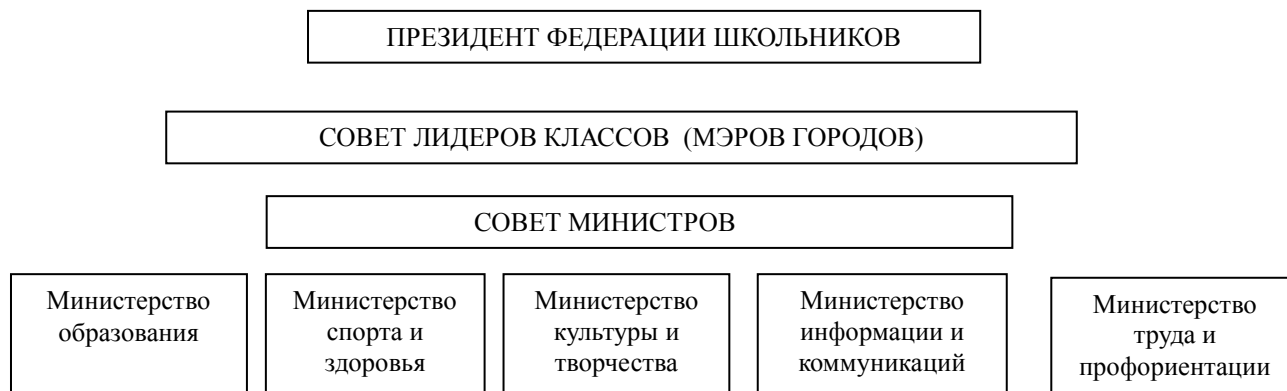 ПРЕЗИДЕНТ ФЕДЕРАЦИИ ШКОЛЬНИКОВ
СОВЕТ ЛИДЕРОВ КЛАССОВ (МЭРОВ ГОРОДОВ)
СОВЕТ МИНИСТРОВ
Министерство
образования
Министерство
спорта и
здоровья
Министерство
культуры и
творчества
Министерство
информации и
коммуникаций
Министерство
труда и
профориентации